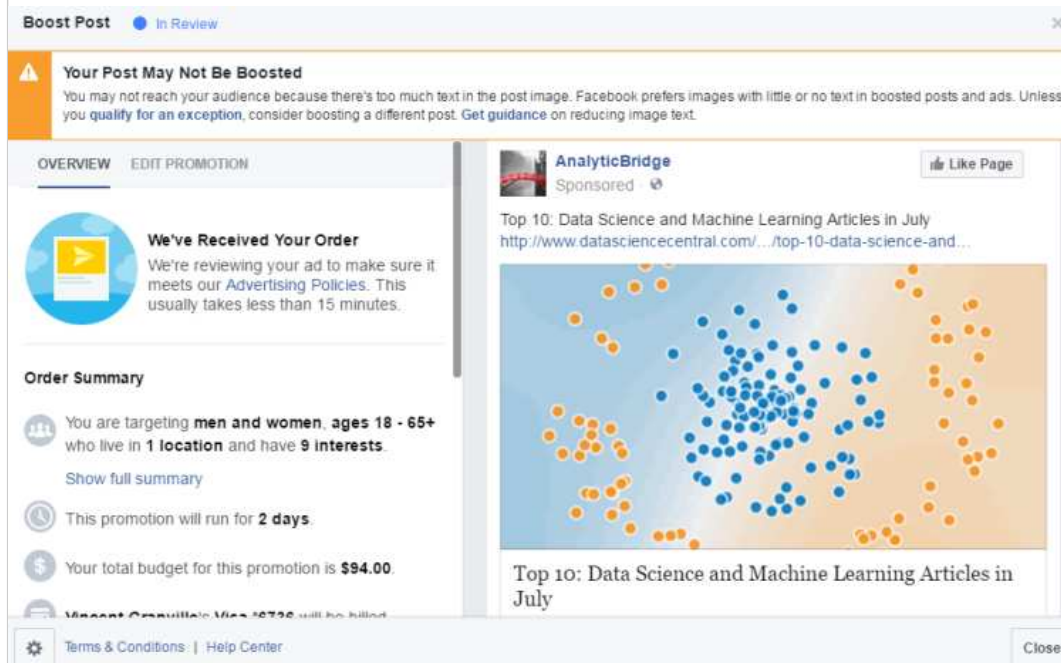 Boost Post In Review
Your Post May Not Be Boosted
You may not reach your audience because there's too much text in the post image. Facebook prefers images with little or no text in boosted posts and ads. Unless
you qualify for an exception, consider boosting a different post. Get guidance on reducing image text.
OVERVIEW EDIT PROMOTION
We've Received Your Order
We're reviewing your ad to make sure it
meets our Advertising Policies. This
usually takes less than 15 minutes.
Order Summary
You are targeting men and women, ages 18 - 65+
who live in 1 location and have 9 interests.
Show full summary
This promotion will run for 2 days.
$ Your total budget for this promotion is $94.00.
Vincent Granville's Visa *6736 will be billed
AnalyticBridge
Like Page
Sponsored
Top 10: Data Science and Machine Learning Articles in July
http://www.datasciencecentral.com/.../top-10-data-science-and...
Top 10: Data Science and Machine Learning Articles in
July
Terms & Conditions | Help Center
Close